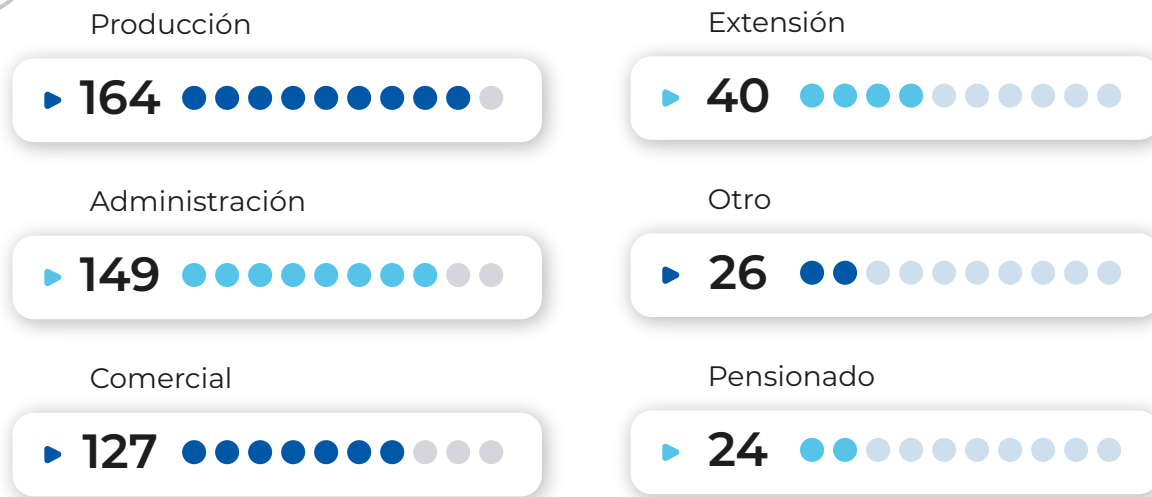 Producción
164
Administración
149
Comercial
127
Extensión
40
Otro
26
Pensionado
24